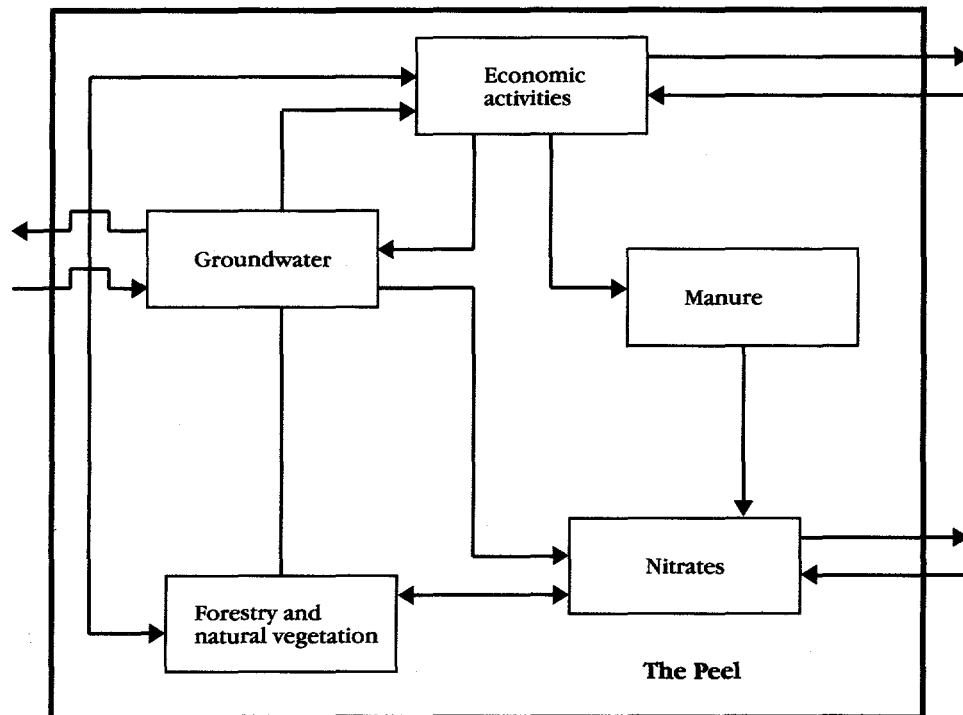 Economic
activities
Groundwater
Manure
Nitrates
Forestry and
natural vegetation
The Peel